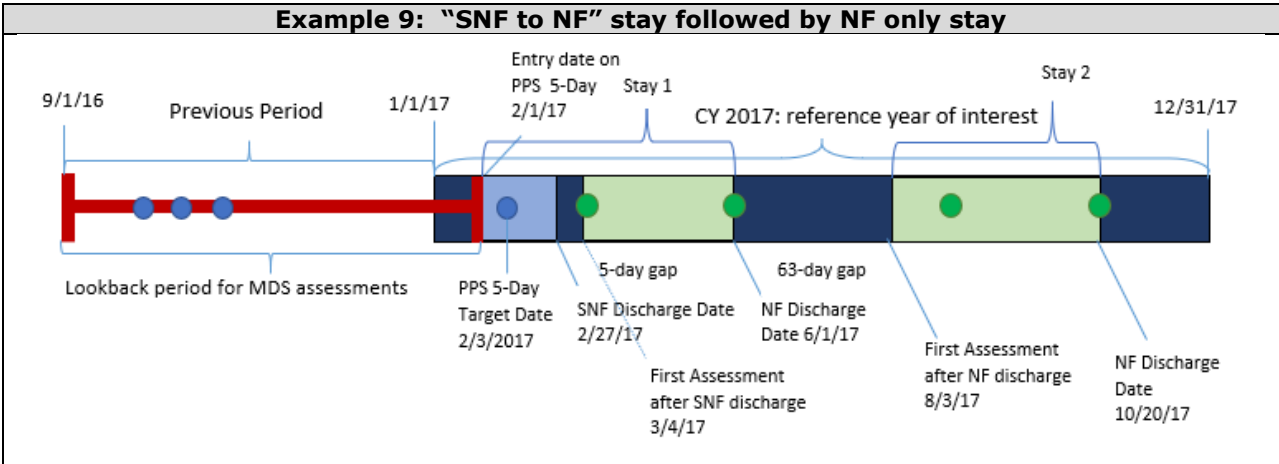 Example 9: “SNF to NF” stay followed by NF only stay
9/1/16
Previous Period
1/1/17
Entry date on
PPS 5-Day
2/1/17
Stay 1
CY 2017: reference year of interest
Stay 2
12/31/17
Lookback period for MDS assessments
PPS 5-Day
Target Date
2/3/2017
5-day gap
SNF Discharge Date
2/27/17
First Assessment
after SNF discharge
3/4/17
63-day gap
NF Discharge
Date 6/1/17
First Assessment
after NF discharge
8/3/17
NF Discharge
Date
10/20/17